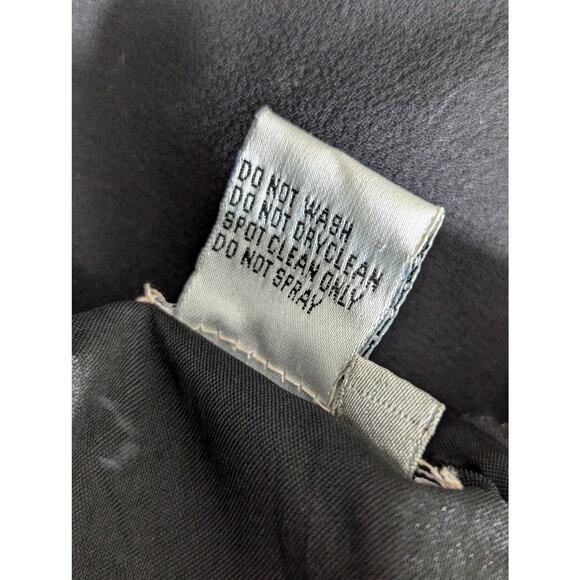 DO NOT WASH
DO NOT DRYCLEAN
SPOT CLEAN ONLY
DO NOT SPRAY